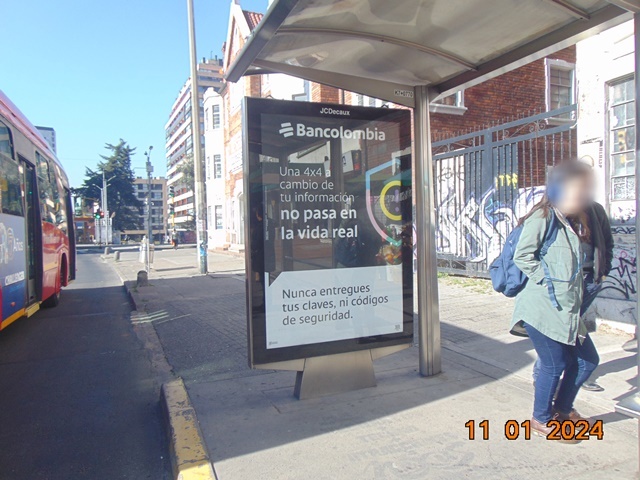 JCDecaux
Bancolombia
Una 4x4 a
cambio de
tu información
no pasa en
la vida real
Nunca entregues
tus claves, ni códigos
de seguridad.
11 01 2024